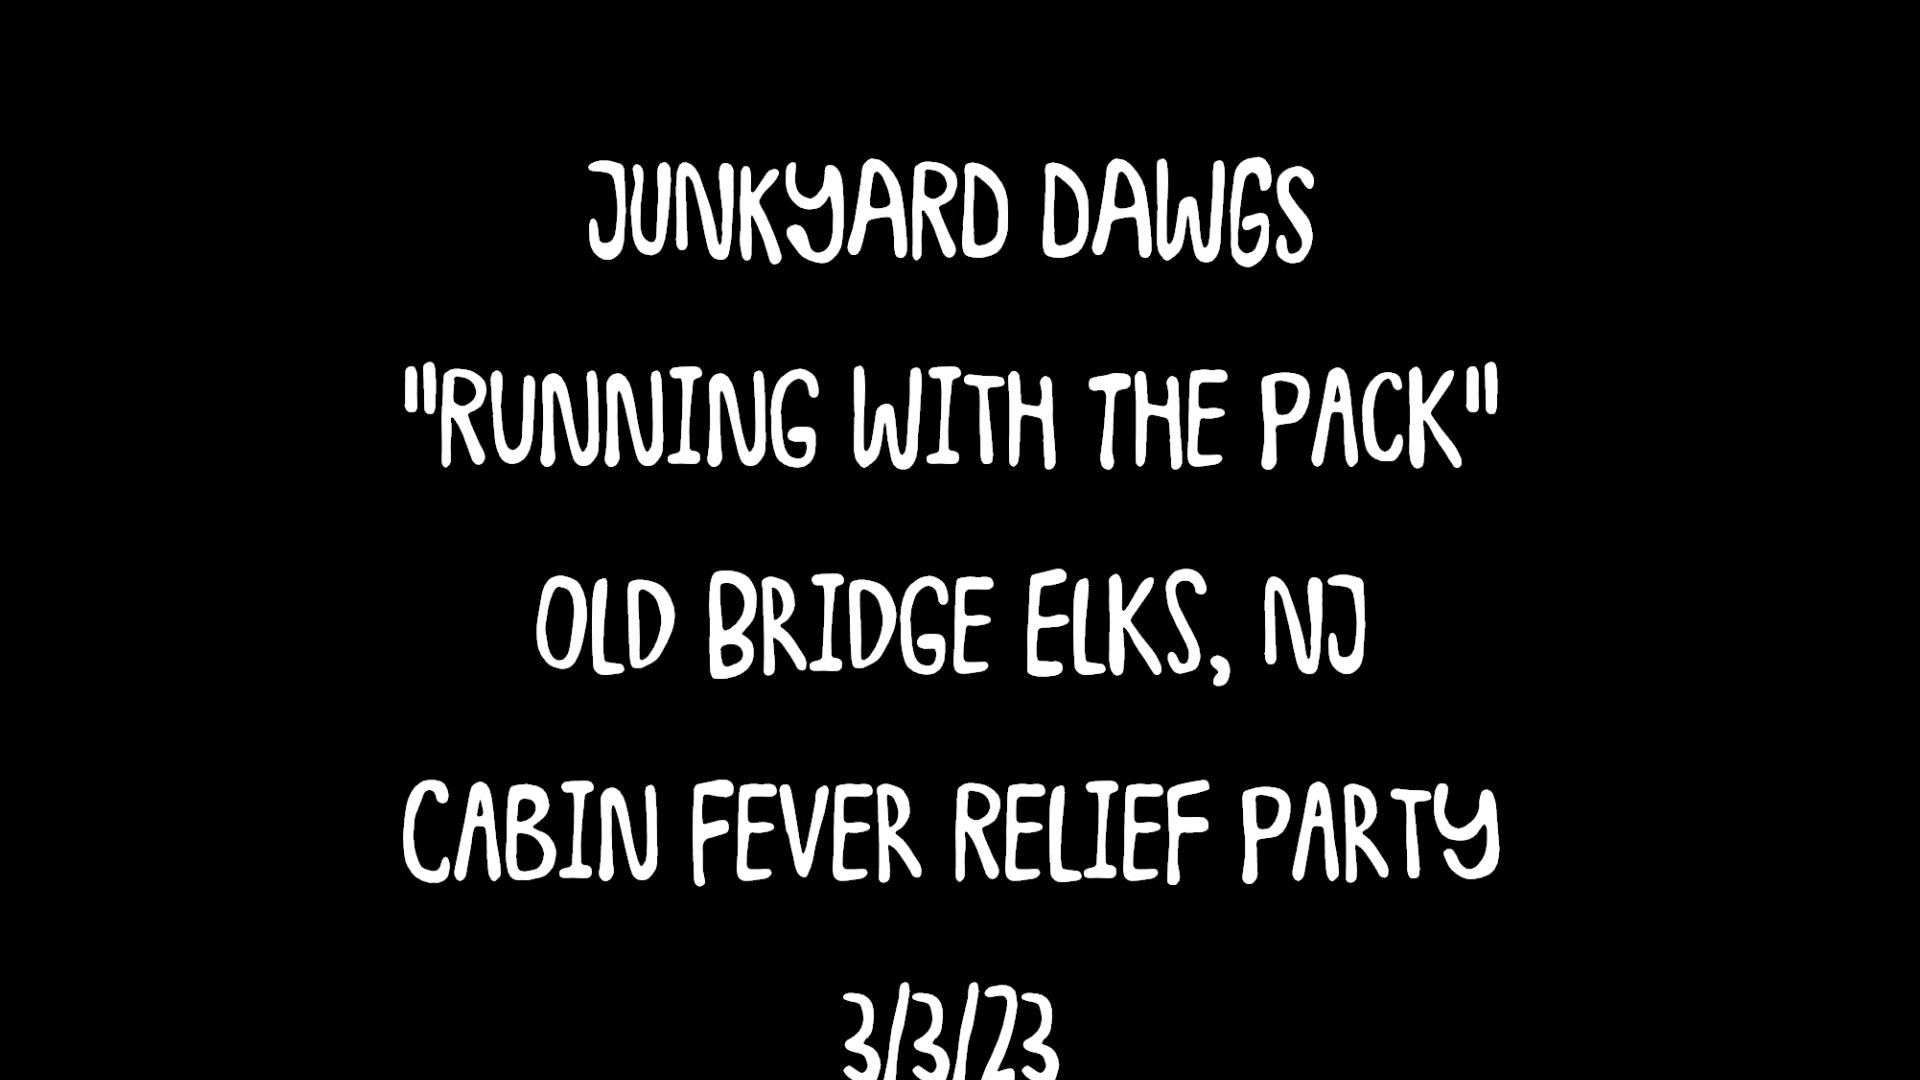 JUNKYARD DAWGS
"RUNNING WITH THE PACK"
OLD BRIDGE ELKS, NJ
CABIN FEVER RELIEF PARTY
3/3/23